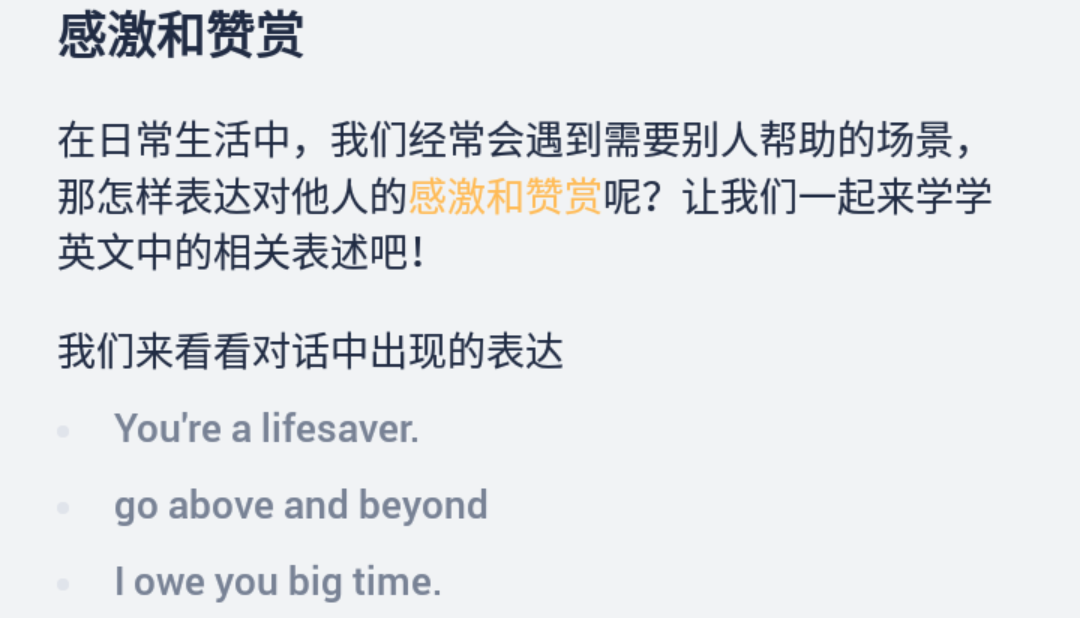 感激和赞赏
在日常生活中，我们经常会遇到需要别人帮助的场景，
那怎样表达对他人的感激和赞赏呢？让我们一起来学学
英文中的相关表述吧！
我们来看看对话中出现的表达
You're a lifesaver.
go above and beyond
I owe you big time.